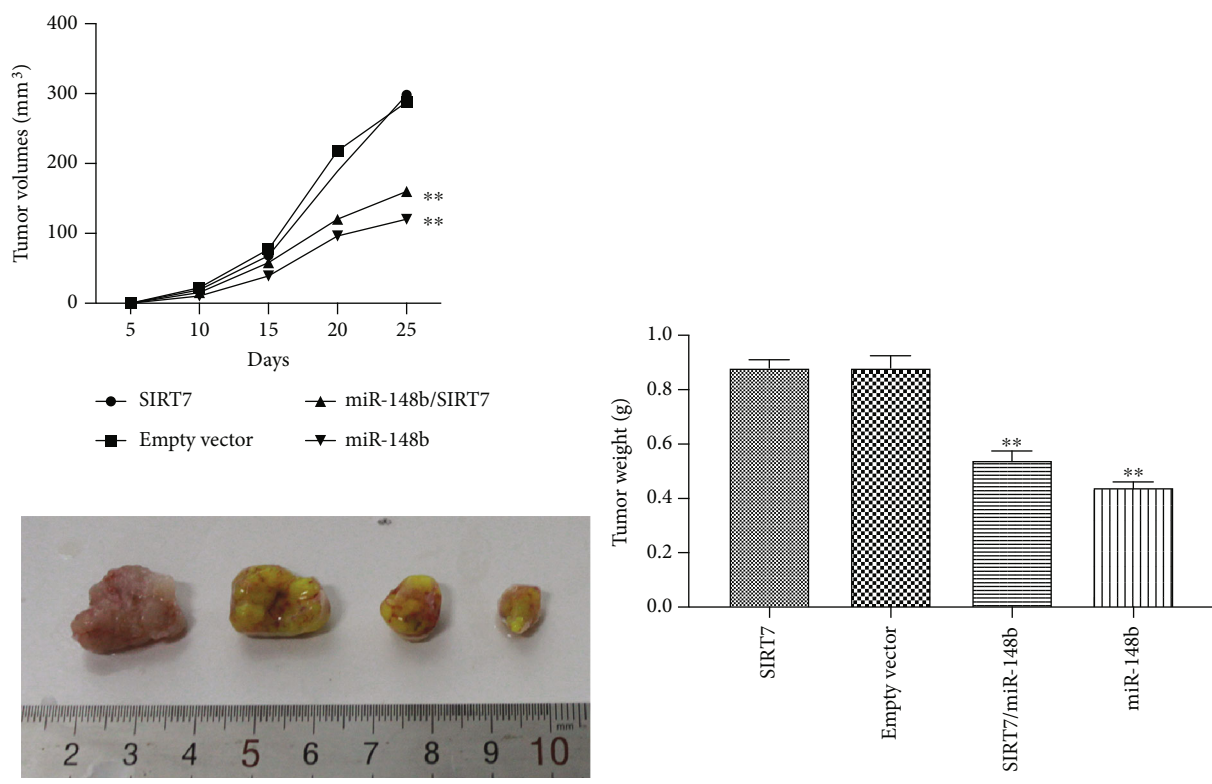 400
300
200
100
0
Tumor volumes (mm³)
5 10 15 20 25
Days
SIRT7 miR-148b/SIRT7
Empty vector miR-148b
**
**
mm
2 3 4 5 6 7 8 9 10
1.0
0.8
0.6
0.4
0.2
0.0
Tumor weight (g)
**
**
SIRT7
Empty vector
SIRT7/miR-148b
miR-148b